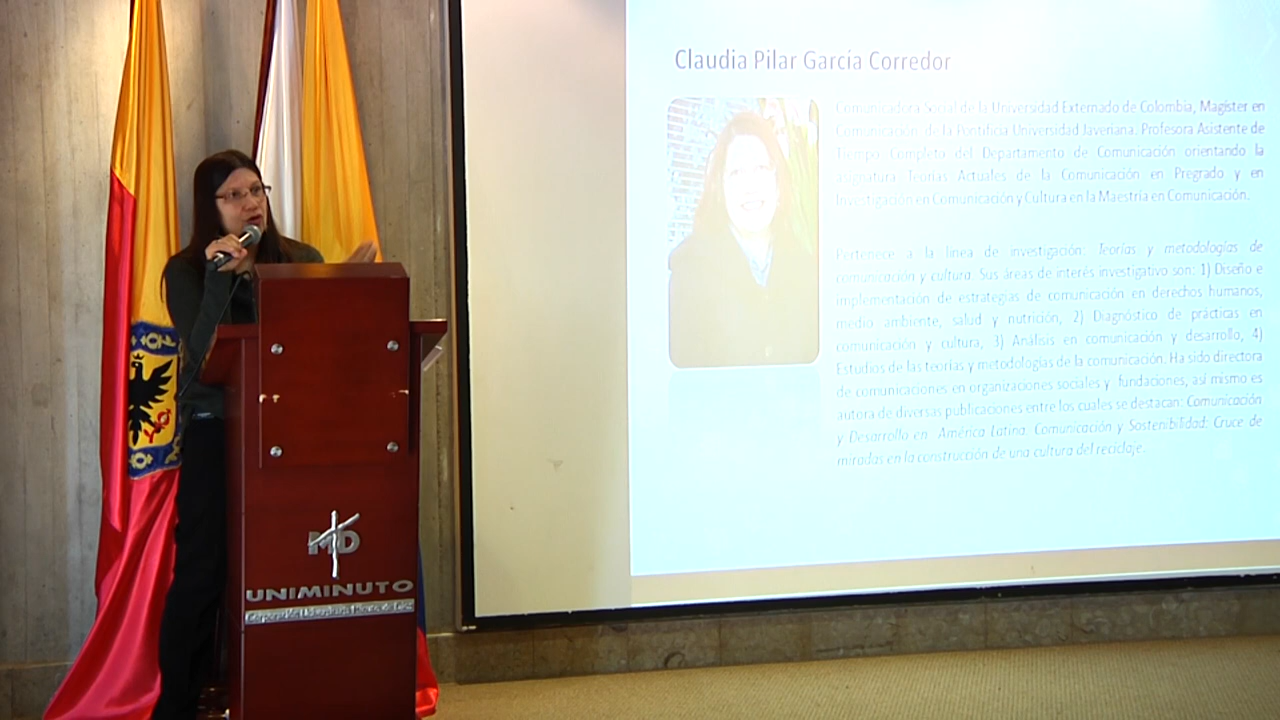 Claudia Pilar García Corredor
Comunicadora Social de la Universidad Externado de Colombia, Magíster en
Comunicación de la Pontificia Universidad Javeriana. Profesora Asistente de
Tiempo Completo del Departamento de Comunicación orientando la
asignatura Teorías Actuales de la Comunicación en Pregrado y en
Investigación en Comunicación y Cultura en la Maestría en Comunicación.
Pertenece a la línea de investigación: Teorías y metodologías de
comunicación y cultura. Sus áreas de interés investigativo son: 1) Diseño e
implementación de estrategias de comunicación en derechos humanos,
medio ambiente, salud y nutrición, 2) Diagnóstico de prácticas en
comunicación y cultura, 3) Análisis en comunicación y desarrollo, 4)
Estudios de las teorías y metodologías de la comunicación. Ha sido directora
de comunicaciones en organizaciones sociales y fundaciones, así mismo es
autora de diversas publicaciones entre los cuales se destacan: Comunicación
y Desarrollo en América Latina. Comunicación y Sostenibilidad: Cruce de
miradas en la construcción de una cultura del reciclaje.
MD
UNIMINUTO
Corporación Universitaria Minuto de Dios